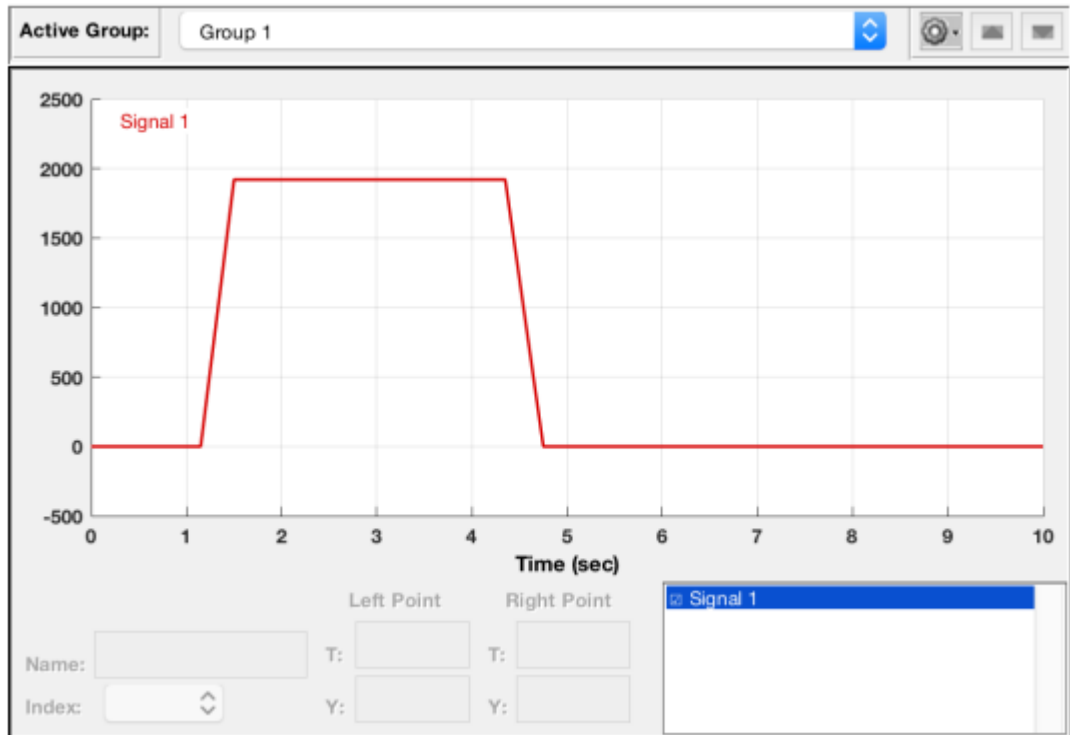 Active Group: Group 1
2500
Signal 1
2000
1500
1000
500
0
-500
0 1 2 3 4 5 6 7 8 9 10
Time (sec)
Left Point Right Point
Signal 1
Name: T: T:
Index: Y: Y: